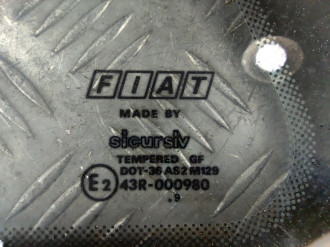 FIAT
MADE BY
sicursiv
TEMPERED GF
DOT-36 AS2 M129
E2 43R-000980
.9